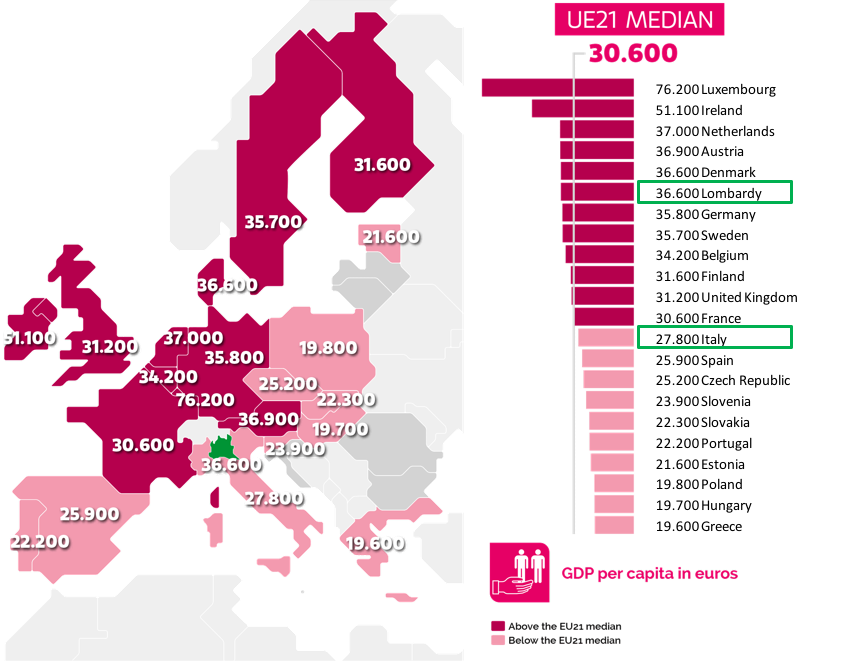 UE21 MEDIAN
30.600
76.200 Luxembourg
51.100 Ireland
37.000 Netherlands
36.900 Austria
36.600 Denmark
36.600 Lombardy
35.800 Germany
35.700 Sweden
34.200 Belgium
31.600 Finland
31.200 United Kingdom
30.600 France
27.800 Italy
25.900 Spain
25.200 Czech Republic
23.900 Slovenia
22.300 Slovakia
22.200 Portugal
21.600 Estonia
19.800 Poland
19.700 Hungary
19.600 Greece
GDP per capita in euros
Above the EU21 median
Below the EU21 median
31.600
35.700
21.600
36.600
51.100
31.200
37.000
35.800
19.800
34.200
25.200
76.200
22.300
36.900
19.700
30.600
23.900
36.600
27.800
25.900
22.200
19.600